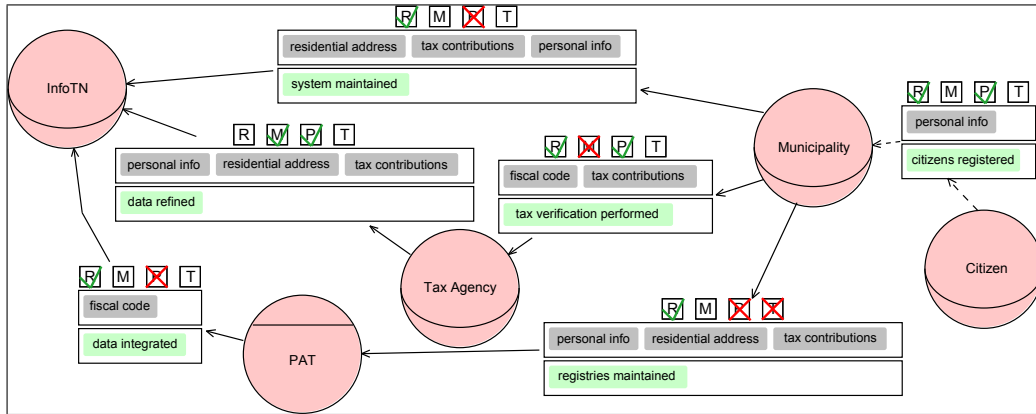 R M P T
residential address tax contributions personal info
system maintained
InfoTN
R M P T
personal info
citizens registered
R M P T
personal info residential address tax contributions
data refined
R M P T
fiscal code tax contributions
tax verification performed
Municipality
Citizen
Tax Agency
R M P T
fiscal code
data integrated
PAT
R M P T
personal info residential address tax contributions
registries maintained